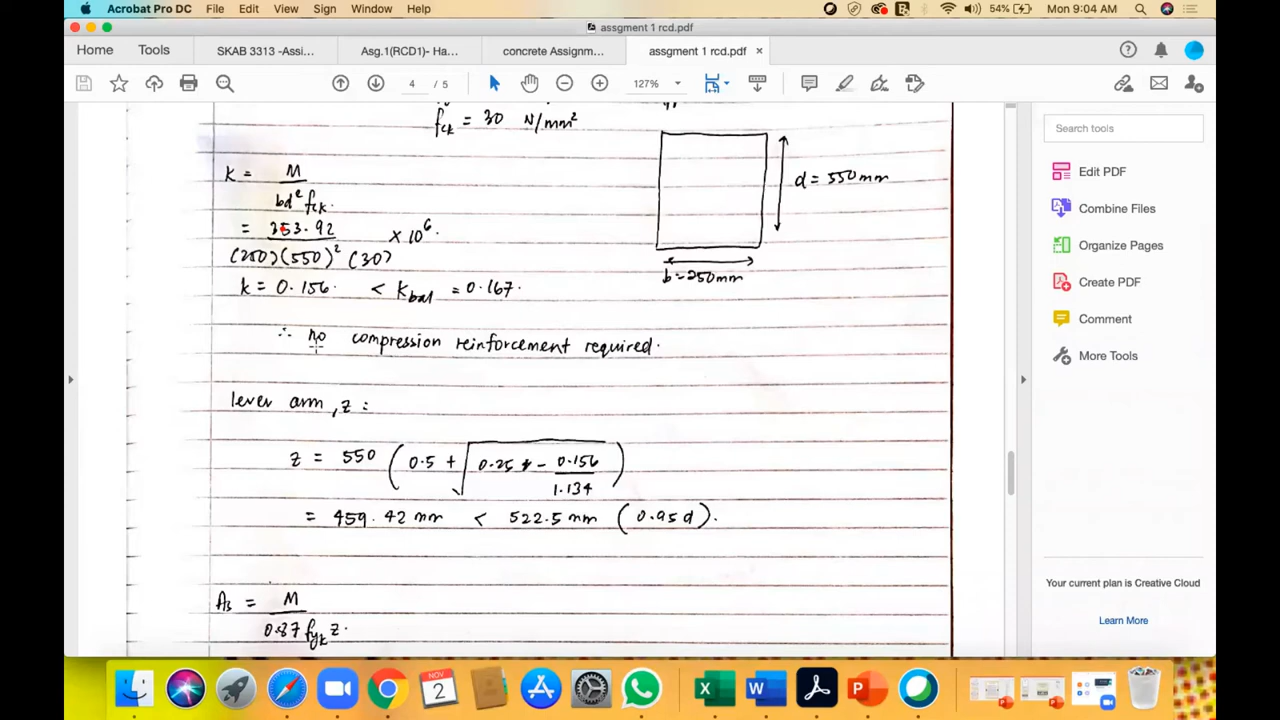 Acrobat Pro DC File Edit View Sign Window Help 54% Mon 9:04 AM
assgment 1 rcd.pdf
Home Tools SKAB 3313 -Assi... Asg.1(RCD1)- Ha... concrete Assignm... assgment 1 rcd.pdf ×
4 / 5 127%
fck = 30 N/mm²
K = M
bd² fck.
= 353.92 × 10⁶.
(250)(550)² (30)
k = 0.156. < Kbal = 0.167.
d = 550mm
b = 250mm
∴ no compression reinforcement required.
lever arm, z =
z = 550 (0.5 + √0.25 - 0.156
1.134)
= 459.42 mm < 522.5 mm (0.95d).
As = M
0.87 fyk z.
Search tools
Edit PDF
Combine Files
Organize Pages
Create PDF
Comment
More Tools
Your current plan is Creative Cloud
Learn More
NOV
2